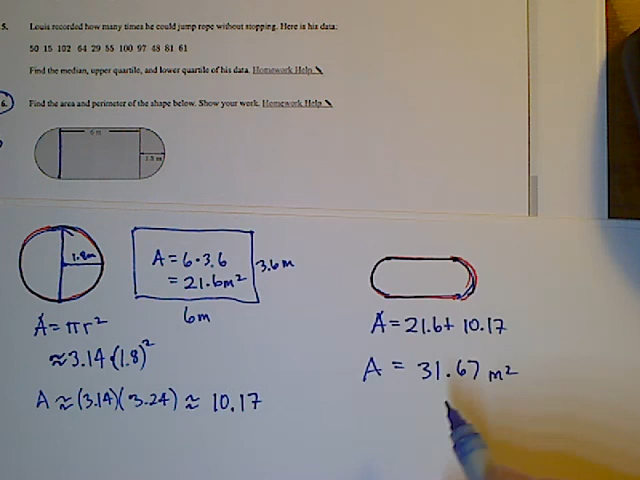 5. Louis recorded how many times he could jump rope without stopping. Here is his data:
50 15 102 64 29 55 100 97 48 81 61
Find the median, upper quartile, and lower quartile of his data. Homework Help
6. Find the area and perimeter of the shape below. Show your work. Homework Help
6 m
1.8 m
1.8m
A = 6·3.6
= 21.6m²
3.6m
6m
A = πr²
≈ 3.14·(1.8)²
A ≈ (3.14)(3.24) ≈ 10.17
A = 21.6 + 10.17
A = 31.67 m²